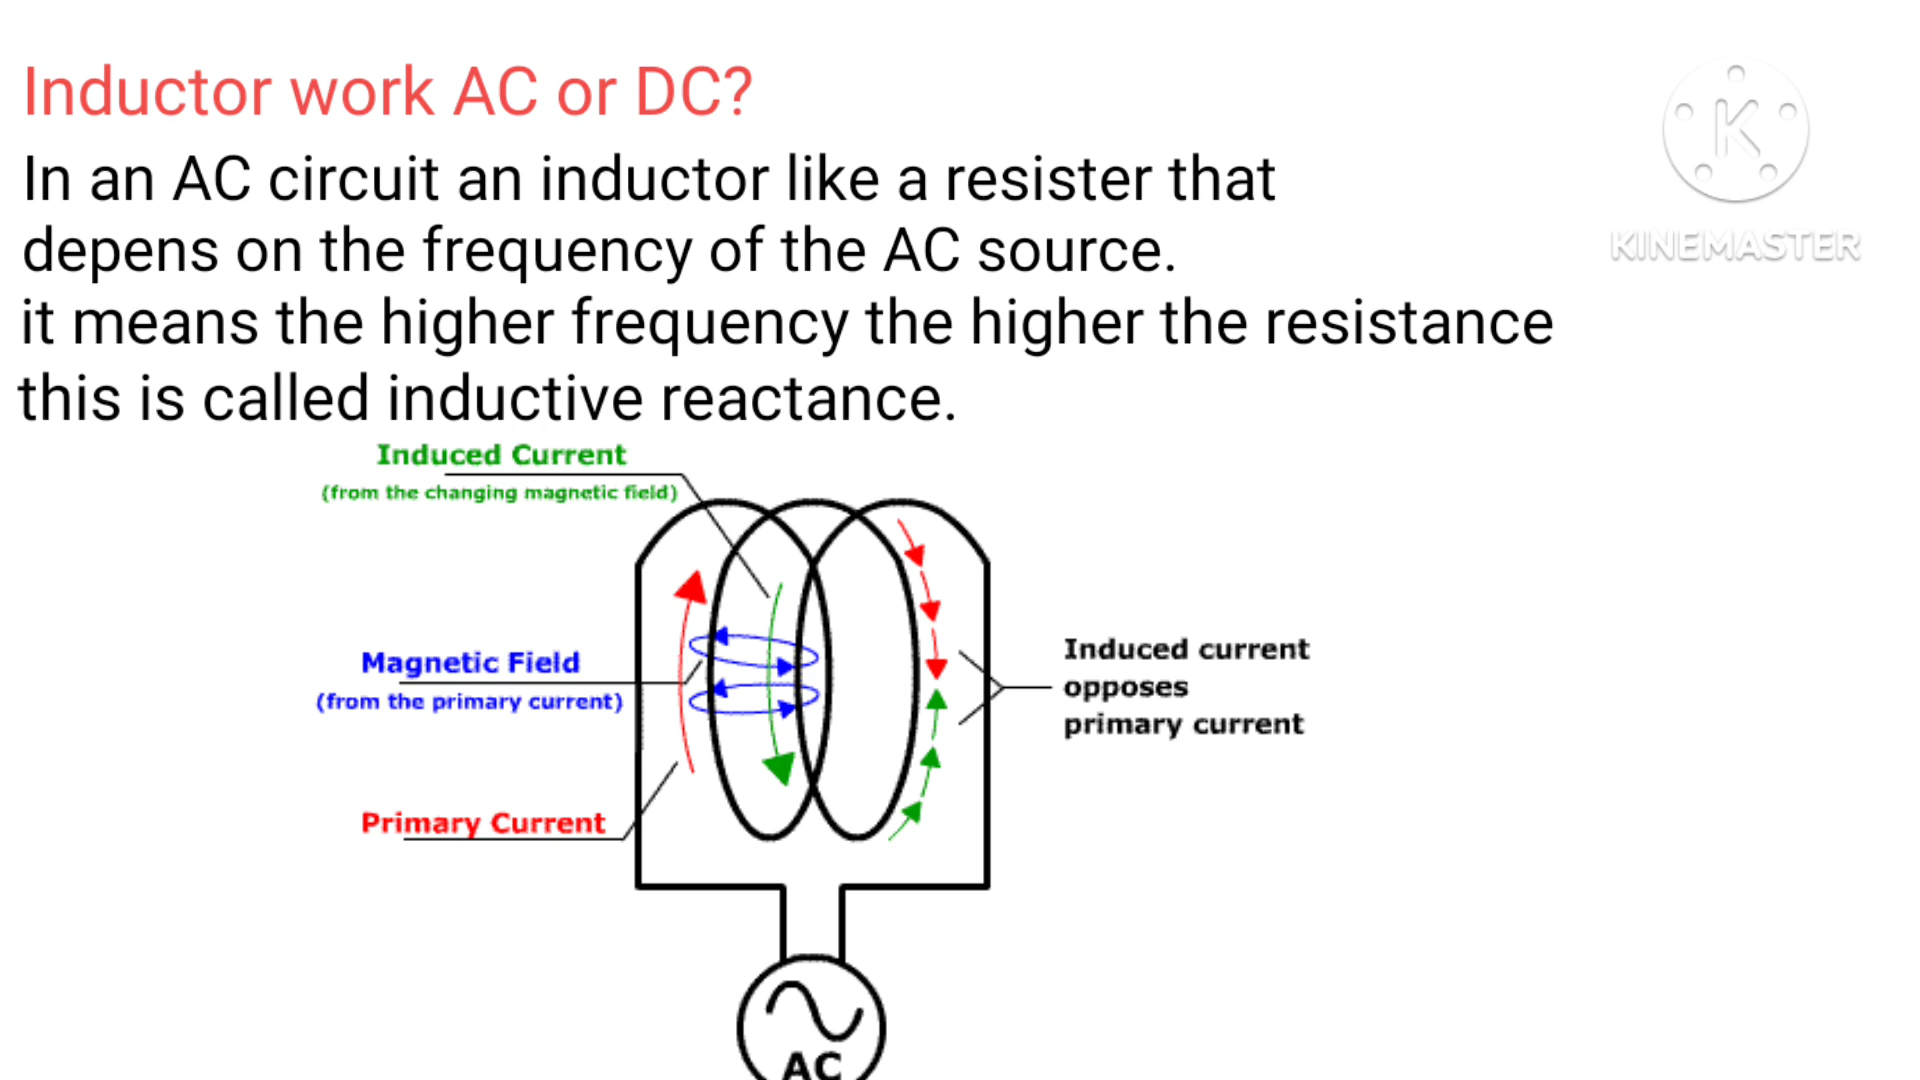 Inductor work AC or DC?
In an AC circuit an inductor like a resister that
depens on the frequency of the AC source.
it means the higher frequency the higher the resistance
this is called inductive reactance.
K
KINEMASTER
Induced Current
(from the changing magnetic field)
Magnetic Field
(from the primary current)
Primary Current
Induced current
opposes
primary current
AC